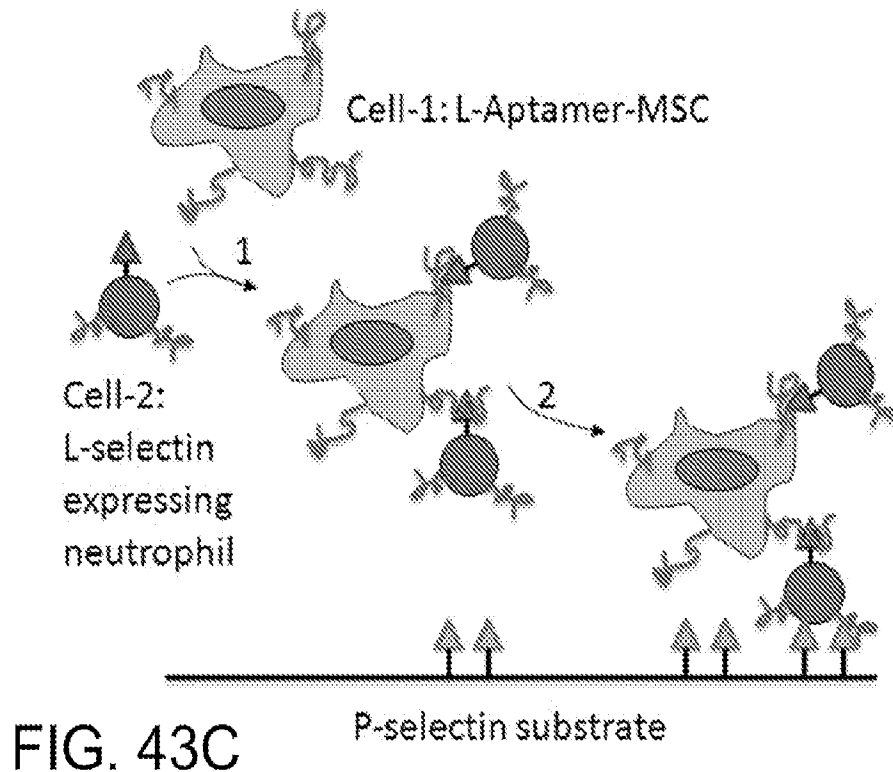 Cell-1: L-Aptamer-MSC
1
Cell-2:
L-selectin
expressing
neutrophil
2
P-selectin substrate
FIG. 43C